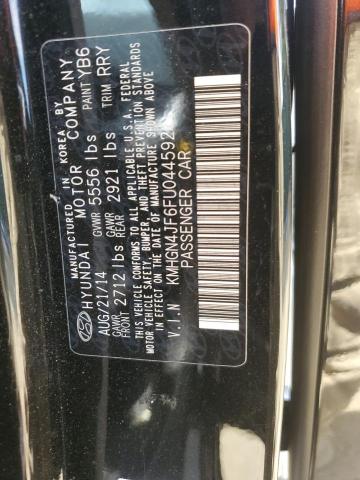 MANUFACTURED IN KOREA BY
HYUNDAI MOTOR COMPANY
AUG/21/14 GVWR 5556 lbs PAINT YB6
GAWR FRONT 2712 lbs GAWR REAR 2921 lbs TRIM RRY
THIS VEHICLE CONFORMS TO ALL APPLICABLE U.S.A. FEDERAL
MOTOR VEHICLE SAFETY, BUMPER, AND THEFT PREVENTION
STANDARDS IN EFFECT ON THE DATE OF MANUFACTURE SHOWN ABOVE
V.I.N KMHGN4JF6FU044592
PASSENGER CAR